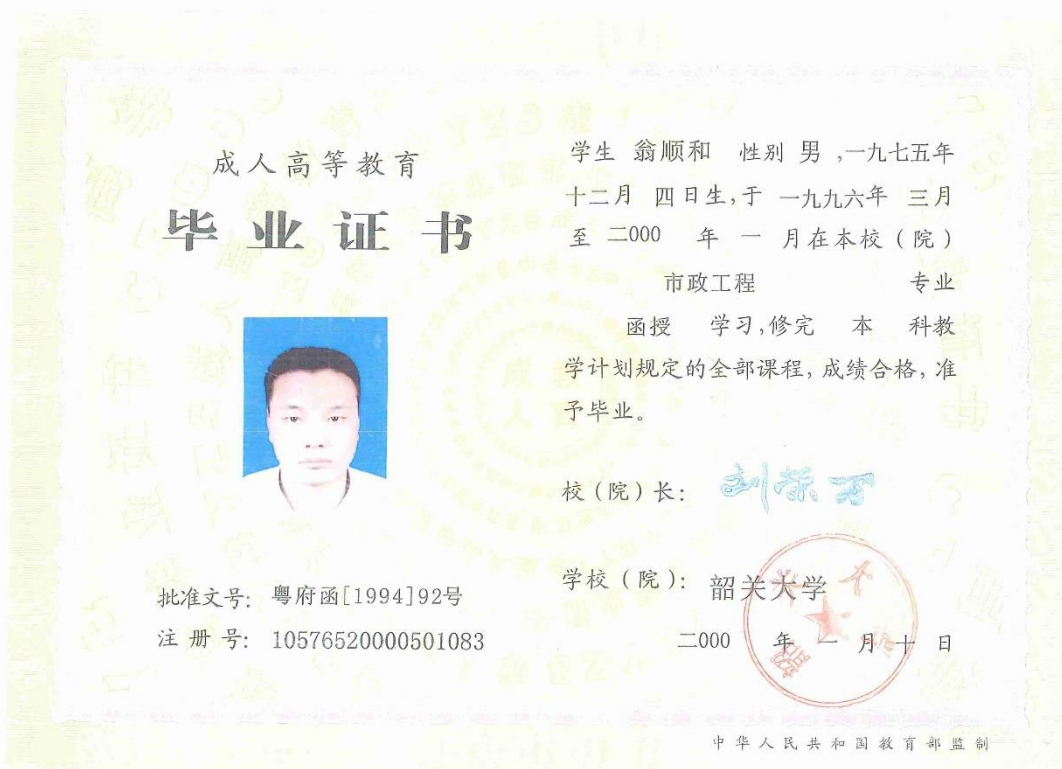 成人高等教育
毕业证书
批准文号: 粤府函[1994]92号
注册号: 10576520000501083
学生 翁顺和 性别 男 ,一九七五年
十二月 四日生,于 一九九六年 三月
至 二000 年 一 月在本校(院)
市政工程 专业
函授 学习,修完 本 科教
学计划规定的全部课程,成绩合格,准
予毕业。
校(院)长:
学校(院): 韶关大学
二000 年 一 月 十 日
中华人民共和国教育部监制